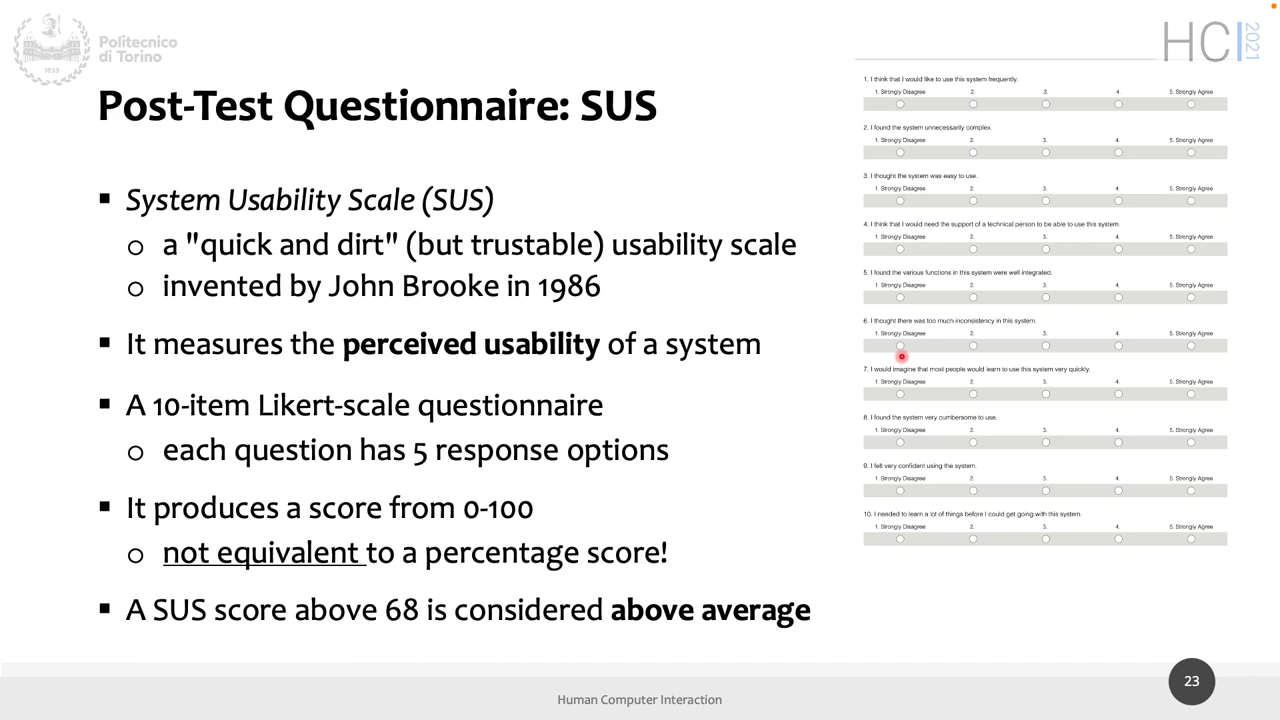 Politecnico
di Torino
1859
HCI
2021
Post-Test Questionnaire: SUS
▪ System Usability Scale (SUS)
o a "quick and dirt" (but trustable) usability scale
o invented by John Brooke in 1986
▪ It measures the perceived usability of a system
▪ A 10-item Likert-scale questionnaire
o each question has 5 response options
▪ It produces a score from 0-100
o not equivalent to a percentage score!
▪ A SUS score above 68 is considered above average
1. I think that I would like to use this system frequently.
1. Strongly Disagree 2. 3. 4. 5. Strongly Agree
2. I found the system unnecessarily complex.
1. Strongly Disagree 2. 3. 4. 5. Strongly Agree
3. I thought the system was easy to use.
1. Strongly Disagree 2. 3. 4. 5. Strongly Agree
4. I think that I would need the support of a technical person to be able to use this system.
1. Strongly Disagree 2. 3. 4. 5. Strongly Agree
5. I found the various functions in this system were well integrated.
1. Strongly Disagree 2. 3. 4. 5. Strongly Agree
6. I thought there was too much inconsistency in this system.
1. Strongly Disagree 2. 3. 4. 5. Strongly Agree
7. I would imagine that most people would learn to use this system very quickly.
1. Strongly Disagree 2. 3. 4. 5. Strongly Agree
8. I found the system very cumbersome to use.
1. Strongly Disagree 2. 3. 4. 5. Strongly Agree
9. I felt very confident using the system.
1. Strongly Disagree 2. 3. 4. 5. Strongly Agree
10. I needed to learn a lot of things before I could get going with this system.
1. Strongly Disagree 2. 3. 4. 5. Strongly Agree
Human Computer Interaction
23